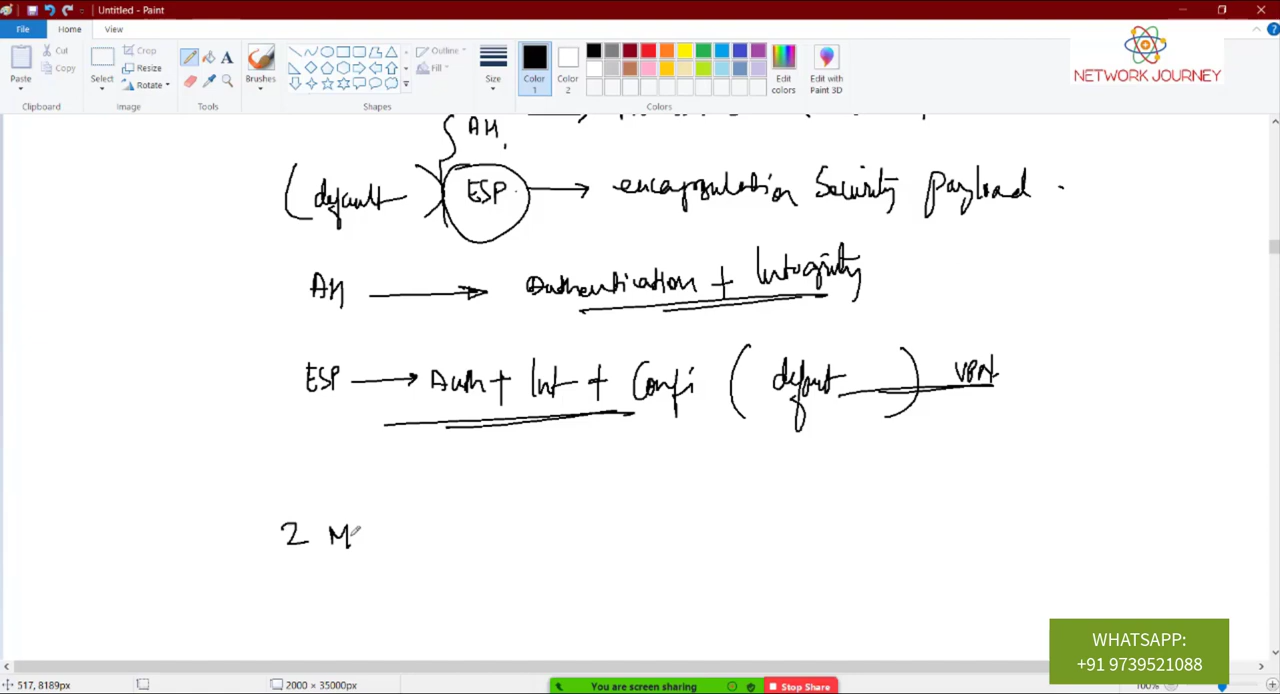 Untitled - Paint
File Home View
Paste Cut Copy Clipboard
Select Crop Resize Rotate Image
Tools
Brushes
Shapes Outline Fill
Size
Color 1 Color 2 Colors
Edit colors
Edit with Paint 3D
NETWORK JOURNEY
AH
(default) ESP → encapsulation Security Payload
AH → Authentication + Integrity
ESP → Auth + Int + Confi (default) VPN
2 M
WHATSAPP:
+91 9739521088
517, 8189px 2000 × 35000px 100%
You are screen sharing Stop Share